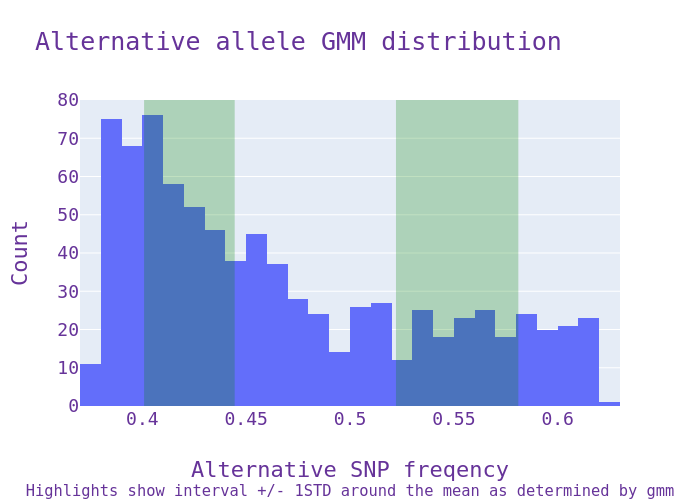 Alternative allele GMM distribution
80
70
60
50
40
30
20
10
0
Count
0.4 0.45 0.5 0.55 0.6
Alternative SNP freqency
Highlights show interval +/- 1STD around the mean as determined by gmm